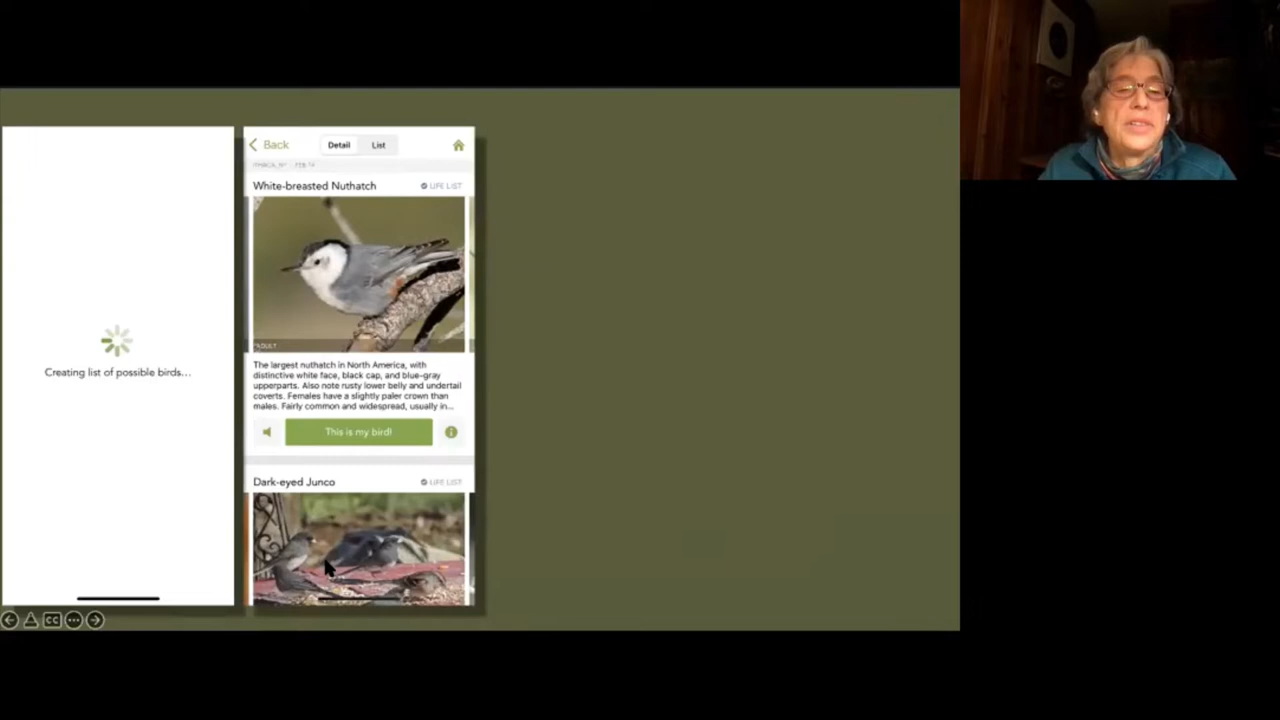 Creating list of possible birds...
Back
Detail
List
White-breasted Nuthatch
LIFE LIST
ADULT
The largest nuthatch in North America, with
distinctive white face, black cap, and blue-gray
upperparts. Also note rusty lower belly and undertail
coverts. Females have a slightly paler crown than
males. Fairly common and widespread, usually in...
This is my bird!
Dark-eyed Junco
LIFE LIST
CC